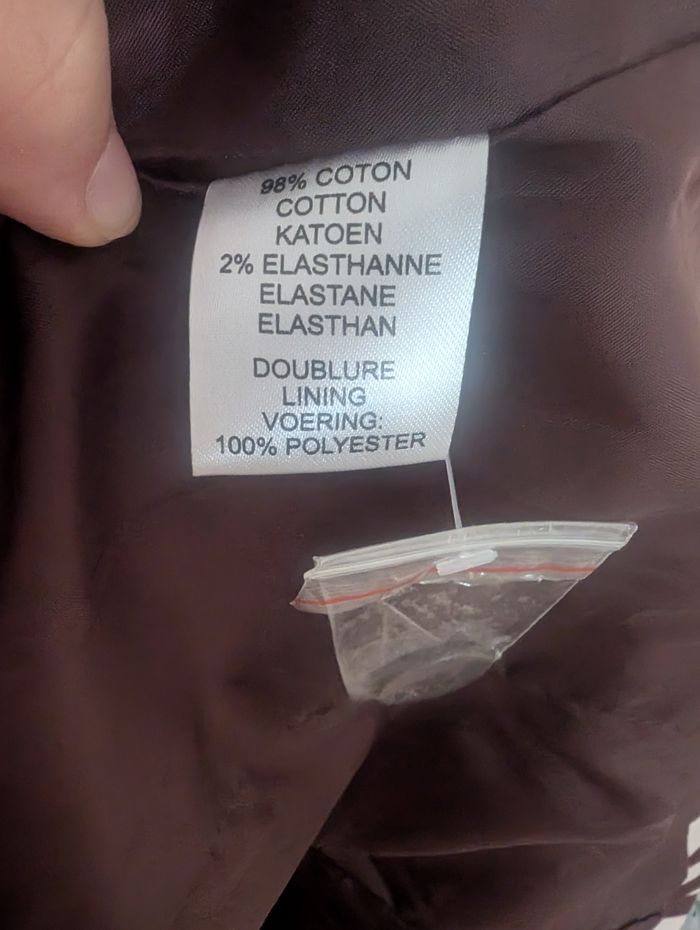 98% COTON
COTTON
KATOEN
2% ELASTHANNE
ELASTANE
ELASTHAN
DOUBLURE
LINING
VOERING:
100% POLYESTER